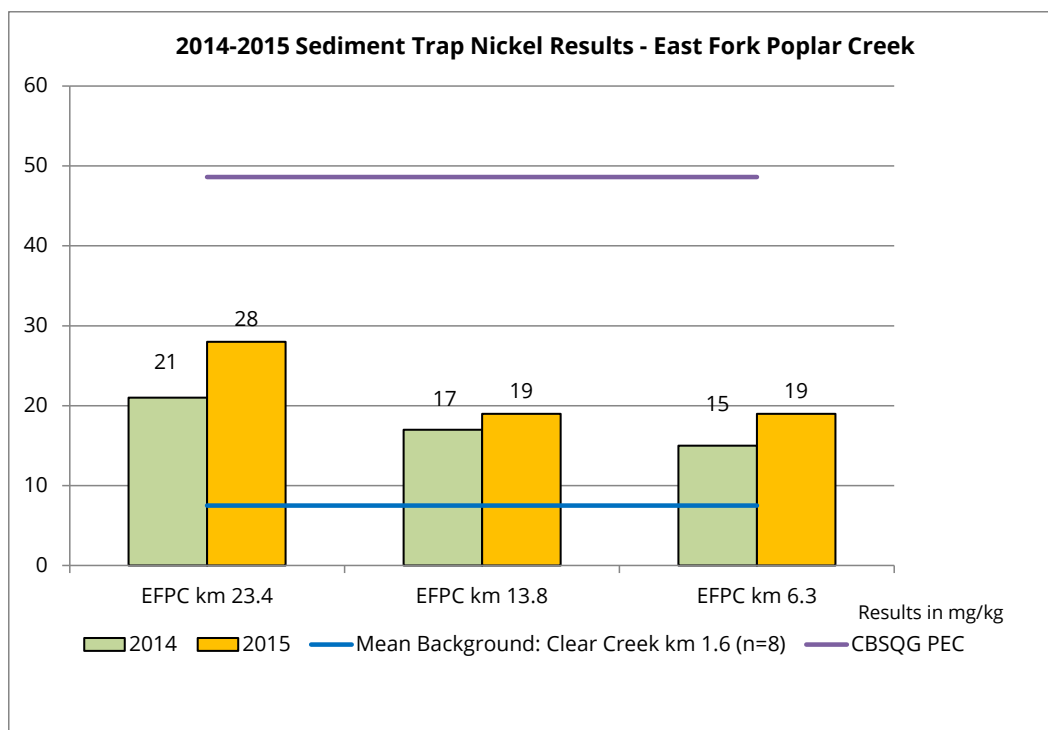 2014-2015 Sediment Trap Nickel Results - East Fork Poplar Creek
60
50
40
30
20
10
0
21
28
17
19
15
19
EFPC km 23.4
EFPC km 13.8
EFPC km 6.3
Results in mg/kg
2014
2015
Mean Background: Clear Creek km 1.6 (n=8)
CBSQG PEC